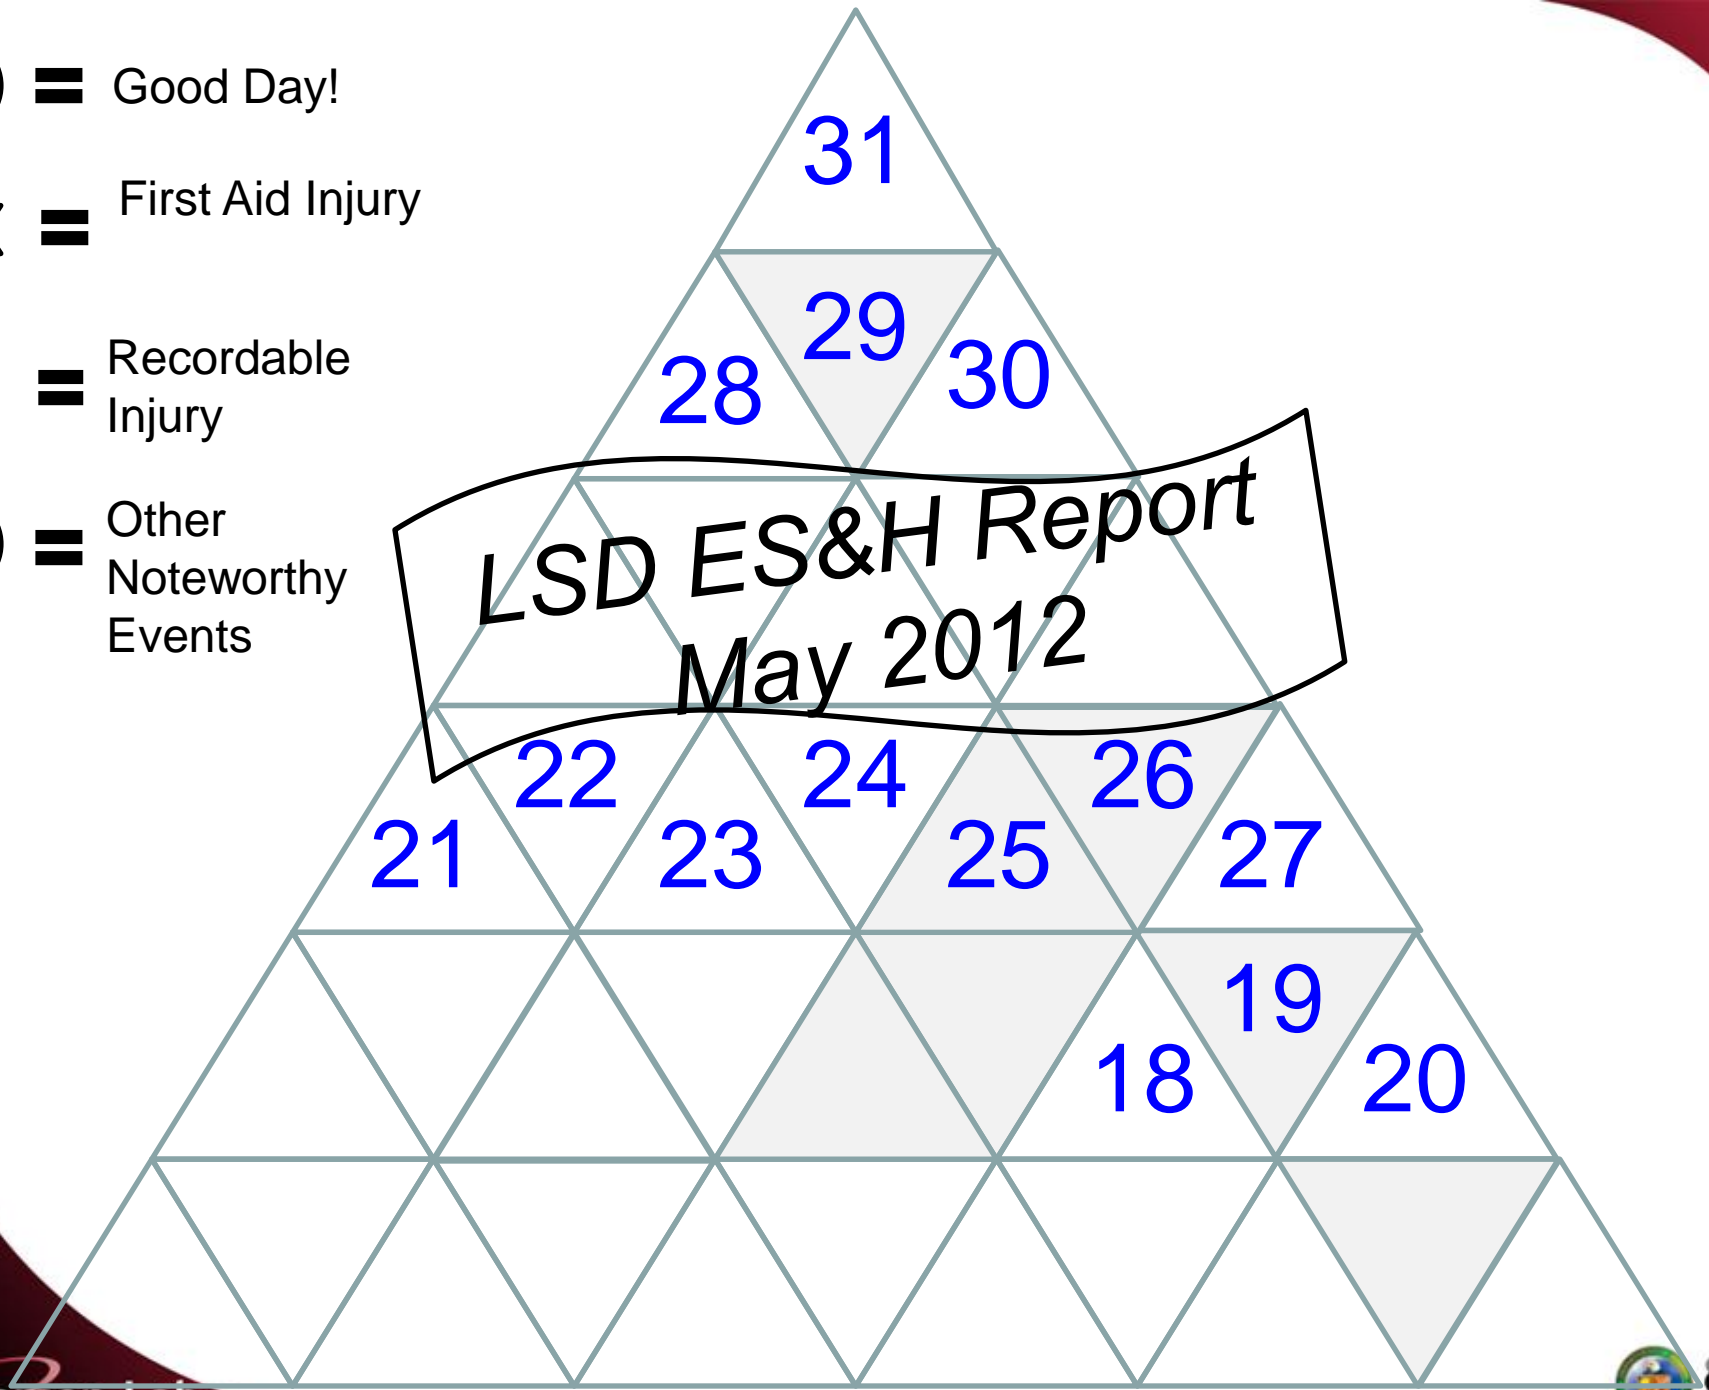 = Good Day!
= First Aid Injury
= Recordable
Injury
= Other
Noteworthy
Events
31
29
28
30
LSD ES&H Report
May 2012
22
24
26
21
23
25
27
19
18
20